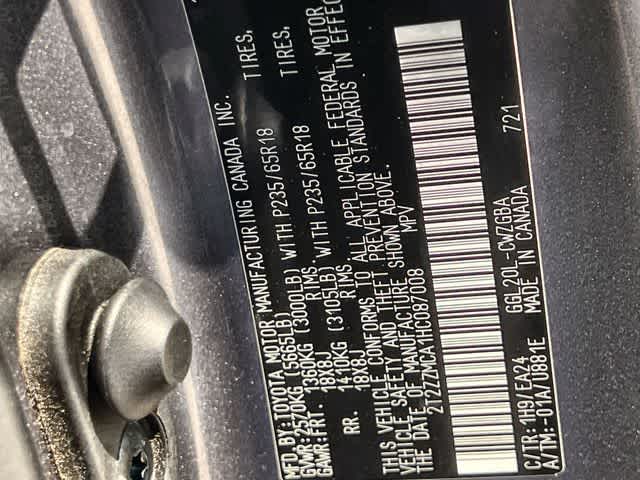 MFD. BY: TOYOTA MOTOR MANUFACTURING CANADA INC.
GVWR: 2570KG (5665LB)
GAWR: FRT. 1360KG (3000LB) WITH P235/65R18 TIRES,
18X8J RIMS
RR. 1410KG (3105LB) WITH P235/65R18 TIRES,
18X8J RIMS
THIS VEHICLE CONFORMS TO ALL APPLICABLE FEDERAL MOTOR
VEHICLE SAFETY AND THEFT PREVENTION STANDARDS IN EFFEC
THE DATE OF MANUFACTURE SHOWN ABOVE.
2T2ZZMCA1HC087008 MPV
C/TR: 1H9/EA24 GGL20L-CWZGBA 721
A/TM: -01A/U881E MADE IN CANADA